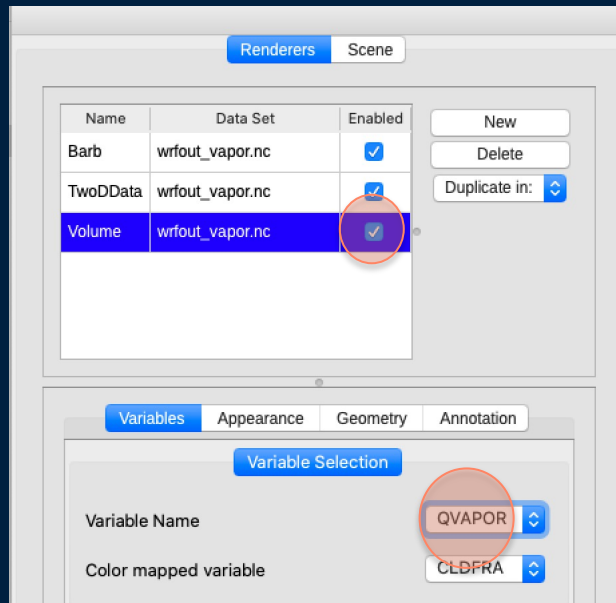 Renderers Scene
Name Data Set Enabled
New
Barb wrfout_vapor.nc
Delete
TwoDData wrfout_vapor.nc
Duplicate in:
Volume wrfout_vapor.nc
Variables Appearance Geometry Annotation
Variable Selection
Variable Name QVAPOR
Color mapped variable CLDFRA